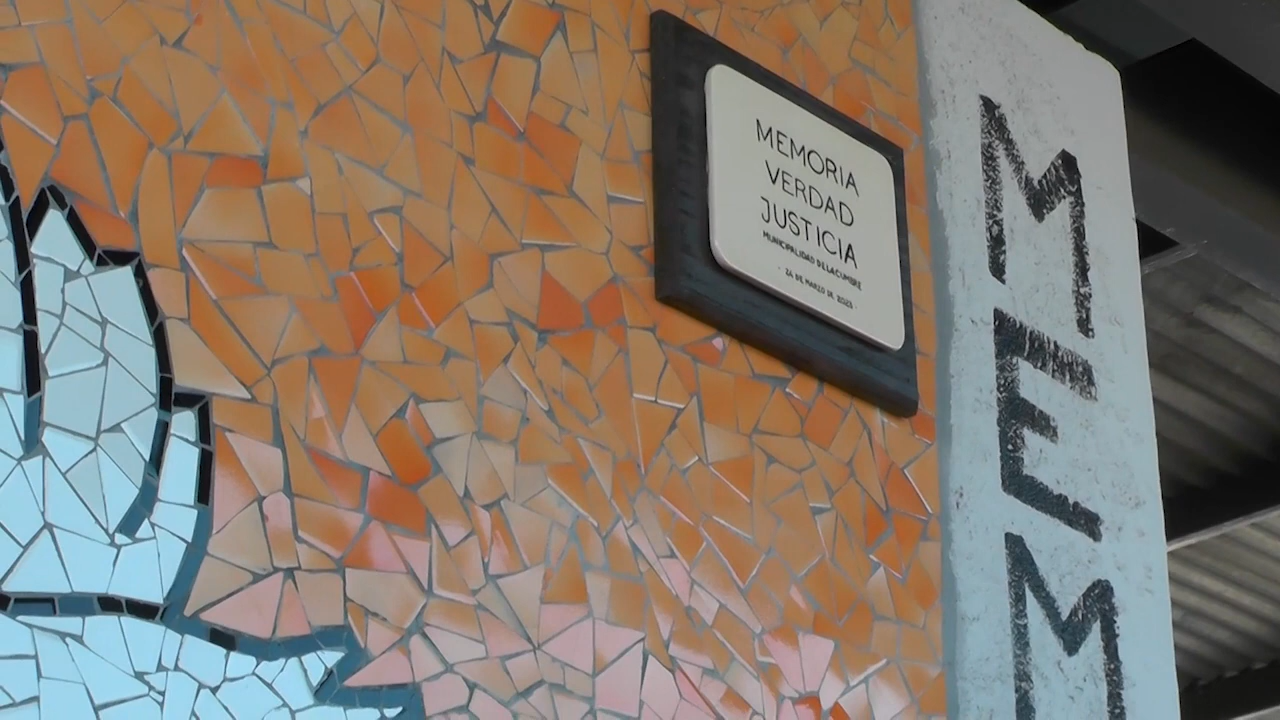 MEMORIA
VERDAD
JUSTICIA
MUNICIPALIDAD DE LA CUMBRE
24 DE MARZO DE 2023
MEM